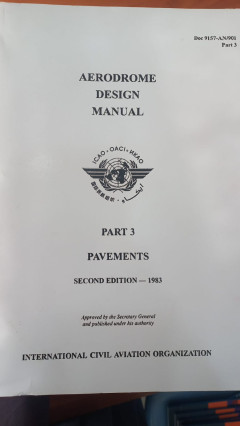 Doc 9157-AN/901
Part 3
AERODROME
DESIGN
MANUAL
ICAO • OACI • ИКАО
PART 3
PAVEMENTS
SECOND EDITION — 1983
Approved by the Secretary General
and published under his authority
INTERNATIONAL CIVIL AVIATION ORGANIZATION